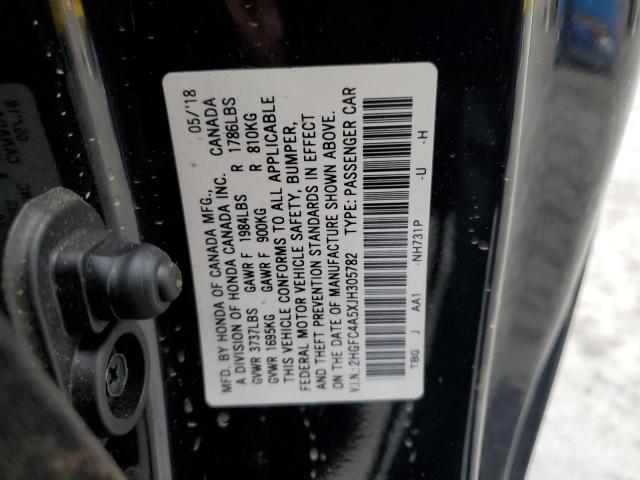 MFD. BY HONDA OF CANADA MFG., 05/'18
A DIVISION OF HONDA CANADA INC. CANADA
GVWR 3737LBS GAWR F 1984LBS R 1786LBS
GVWR 1695KG GAWR F 900KG R 810KG
THIS VEHICLE CONFORMS TO ALL APPLICABLE
FEDERAL MOTOR VEHICLE SAFETY, BUMPER,
AND THEFT PREVENTION STANDARDS IN EFFECT
ON THE DATE OF MANUFACTURE SHOWN ABOVE.
V.I.N.:2HGFC4A5XJH305782 TYPE:PASSENGER CAR
TBG J AA1 -NH731P -U -H